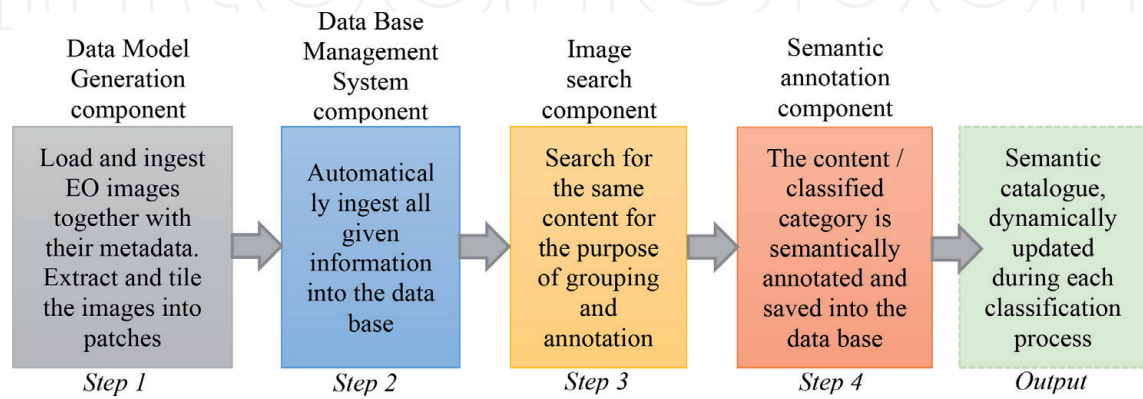 Data Model
Generation
component
Load and ingest
EO images
together with
their metadata.
Extract and tile
the images into
patches
Step 1
Data Base
Management
System
component
Automatical
ly ingest all
given
information
into the data
base
Step 2
Image
search
component
Search for
the same
content for
the purpose
of grouping
and
annotation
Step 3
Semantic
annotation
component
The content /
classified
category is
semantically
annotated and
saved into the
data base
Step 4
Semantic
catalogue,
dynamically
updated
during each
classification
process
Output